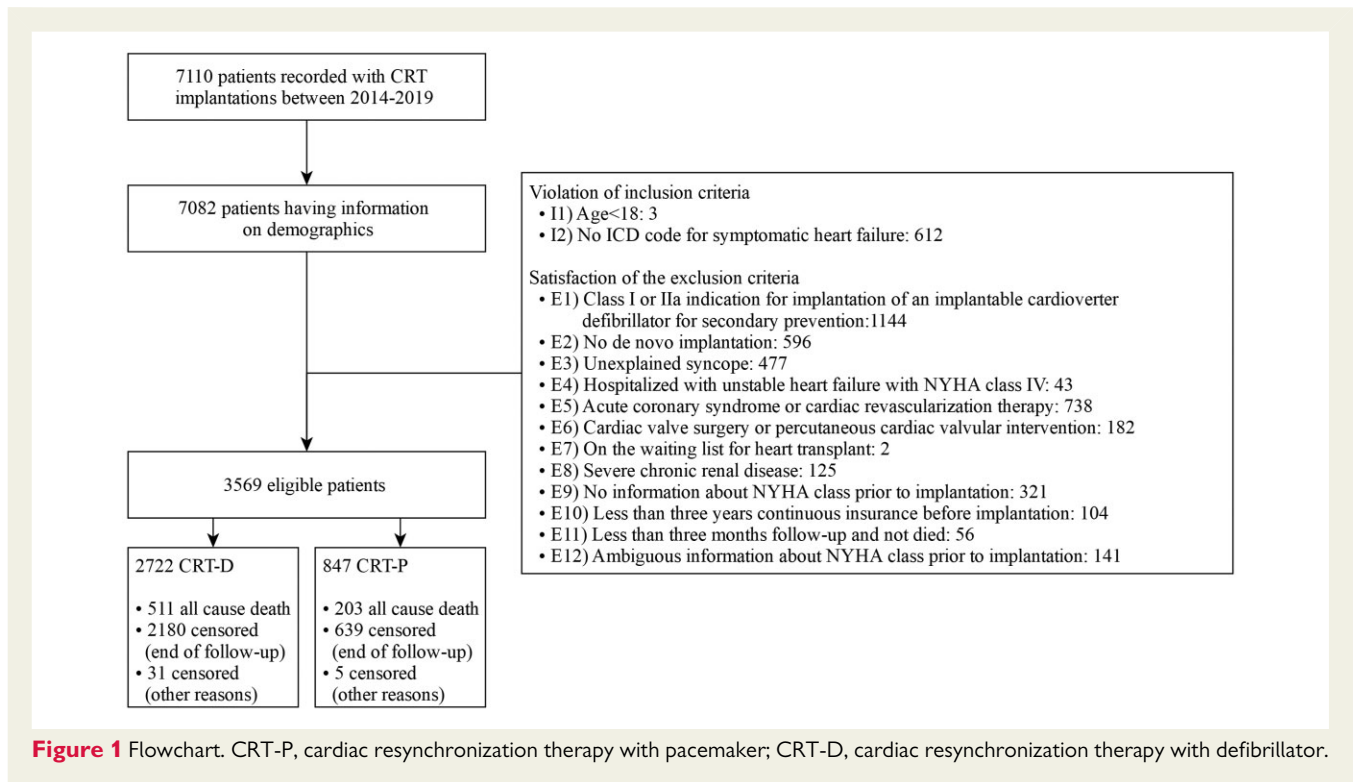 7110 patients recorded with CRT
implantations between 2014-2019
7082 patients having information
on demographics
Violation of inclusion criteria
• I1) Age<18: 3
• I2) No ICD code for symptomatic heart failure: 612
Satisfaction of the exclusion criteria
• E1) Class I or IIa indication for implantation of an implantable cardioverter
defibrillator for secondary prevention:1144
• E2) No de novo implantation: 596
• E3) Unexplained syncope: 477
• E4) Hospitalized with unstable heart failure with NYHA class IV: 43
• E5) Acute coronary syndrome or cardiac revascularization therapy: 738
• E6) Cardiac valve surgery or percutaneous cardiac valvular intervention: 182
• E7) On the waiting list for heart transplant: 2
• E8) Severe chronic renal disease: 125
• E9) No information about NYHA class prior to implantation: 321
• E10) Less than three years continuous insurance before implantation: 104
• E11) Less than three months follow-up and not died: 56
• E12) Ambiguous information about NYHA class prior to implantation: 141
3569 eligible patients
2722 CRT-D
• 511 all cause death
• 2180 censored
(end of follow-up)
• 31 censored
(other reasons)
847 CRT-P
• 203 all cause death
• 639 censored
(end of follow-up)
• 5 censored
(other reasons)
Figure 1 Flowchart. CRT-P, cardiac resynchronization therapy with pacemaker; CRT-D, cardiac resynchronization therapy with defibrillator.